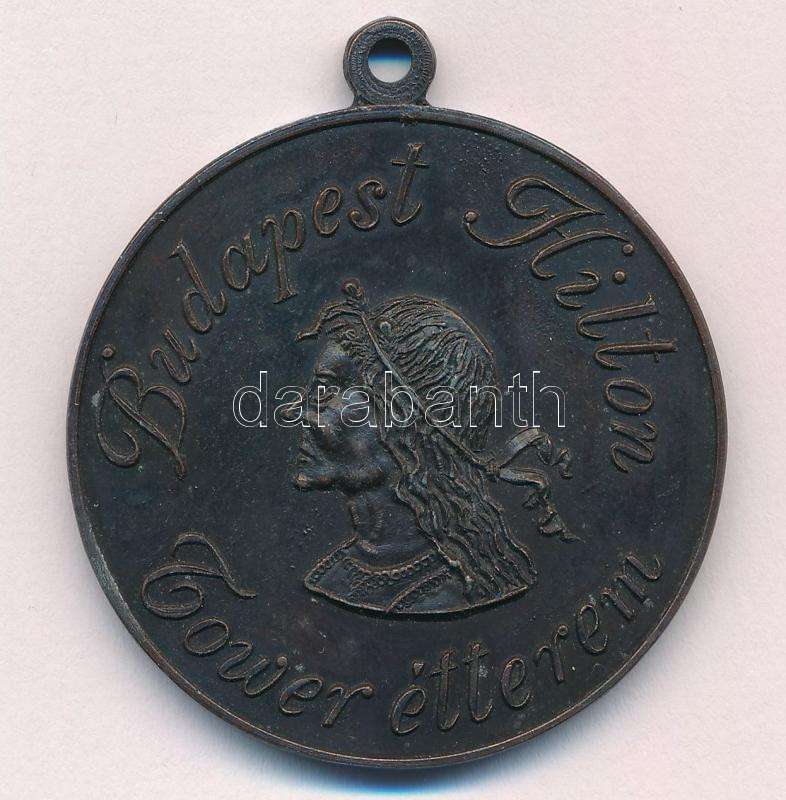 Budapest Hilton
darabanth
Tower étterem